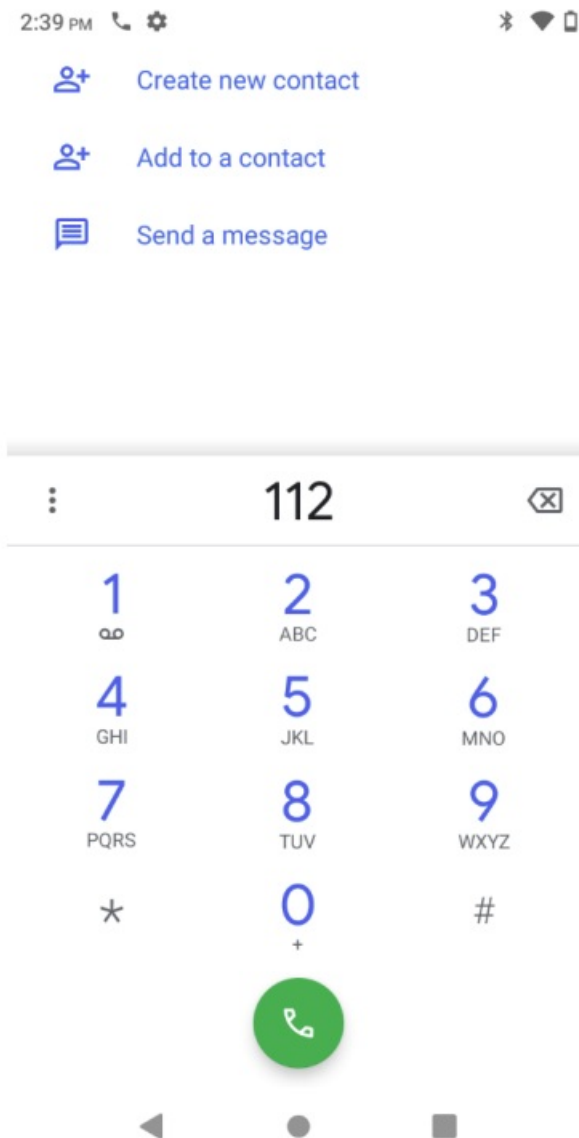 2:39 PM
Create new contact
Add to a contact
Send a message
112
1 2 3
ABC DEF
4 5 6
GHI JKL MNO
7 8 9
PQRS TUV WXYZ
* 0 #
+